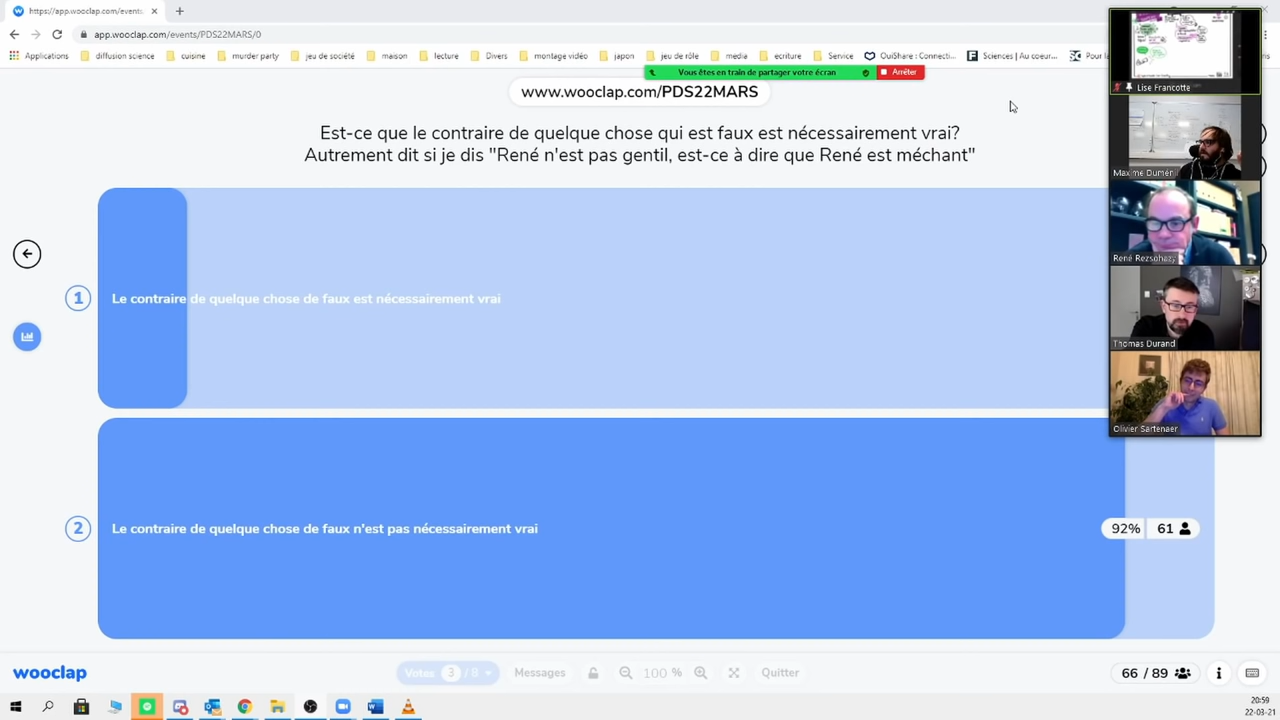 https://app.wooclap.com/event:
app.wooclap.com/events/PDS22MARS/0
Applications diffusion science cuisine murder party jeu de société maison BD Divers montage vidéo japon jeu de rôle media ecriture Service OuiShare : Connecti... Sciences | Au coeur... Pour la
Vous êtes en train de partager votre écran Arrêter
www.wooclap.com/PDS22MARS
Est-ce que le contraire de quelque chose qui est faux est nécessairement vrai?
Autrement dit si je dis "René n'est pas gentil, est-ce à dire que René est méchant"
1
Le contraire de quelque chose de faux est nécessairement vrai
2
Le contraire de quelque chose de faux n'est pas nécessairement vrai
92% 61
Lise Francotte
Maxime Duménil
René Rezsohazy
Thomas Durand
Olivier Sartenaer
wooclap
Votes 3
Messages
100 %
Quitter
66 / 89
20:59
22-03-21